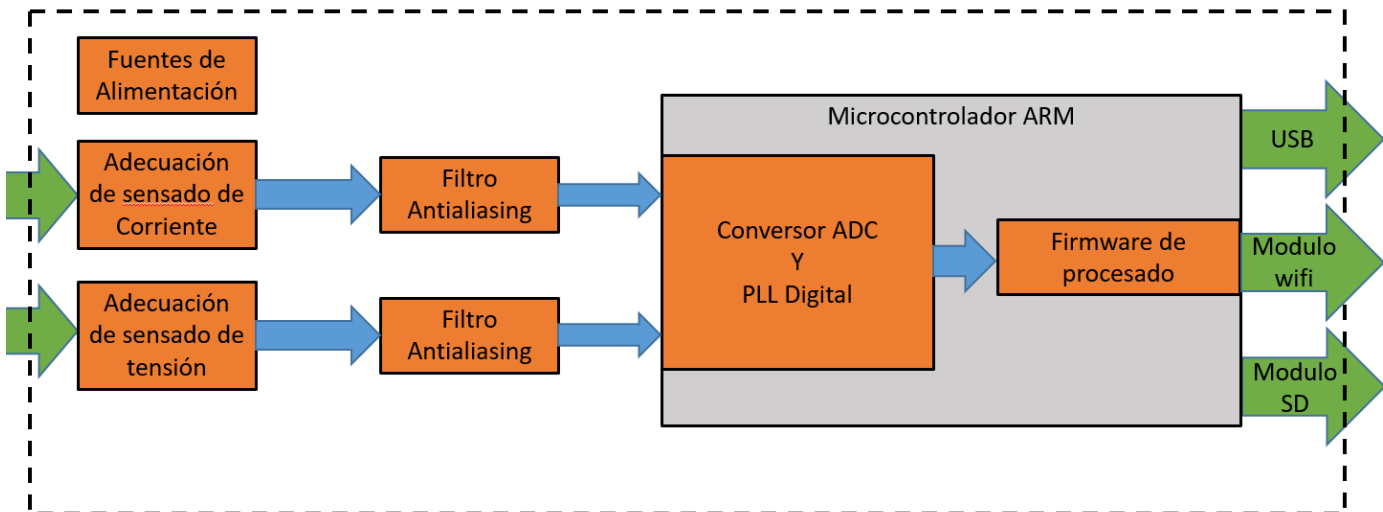 Fuentes de
Alimentación
Adecuación
de sensado de
Corriente
Filtro
Antialiasing
Adecuación
de sensado de
tensión
Filtro
Antialiasing
Microcontrolador ARM
Conversor ADC
Y
PLL Digital
Firmware de
procesado
USB
Modulo
wifi
Modulo
SD